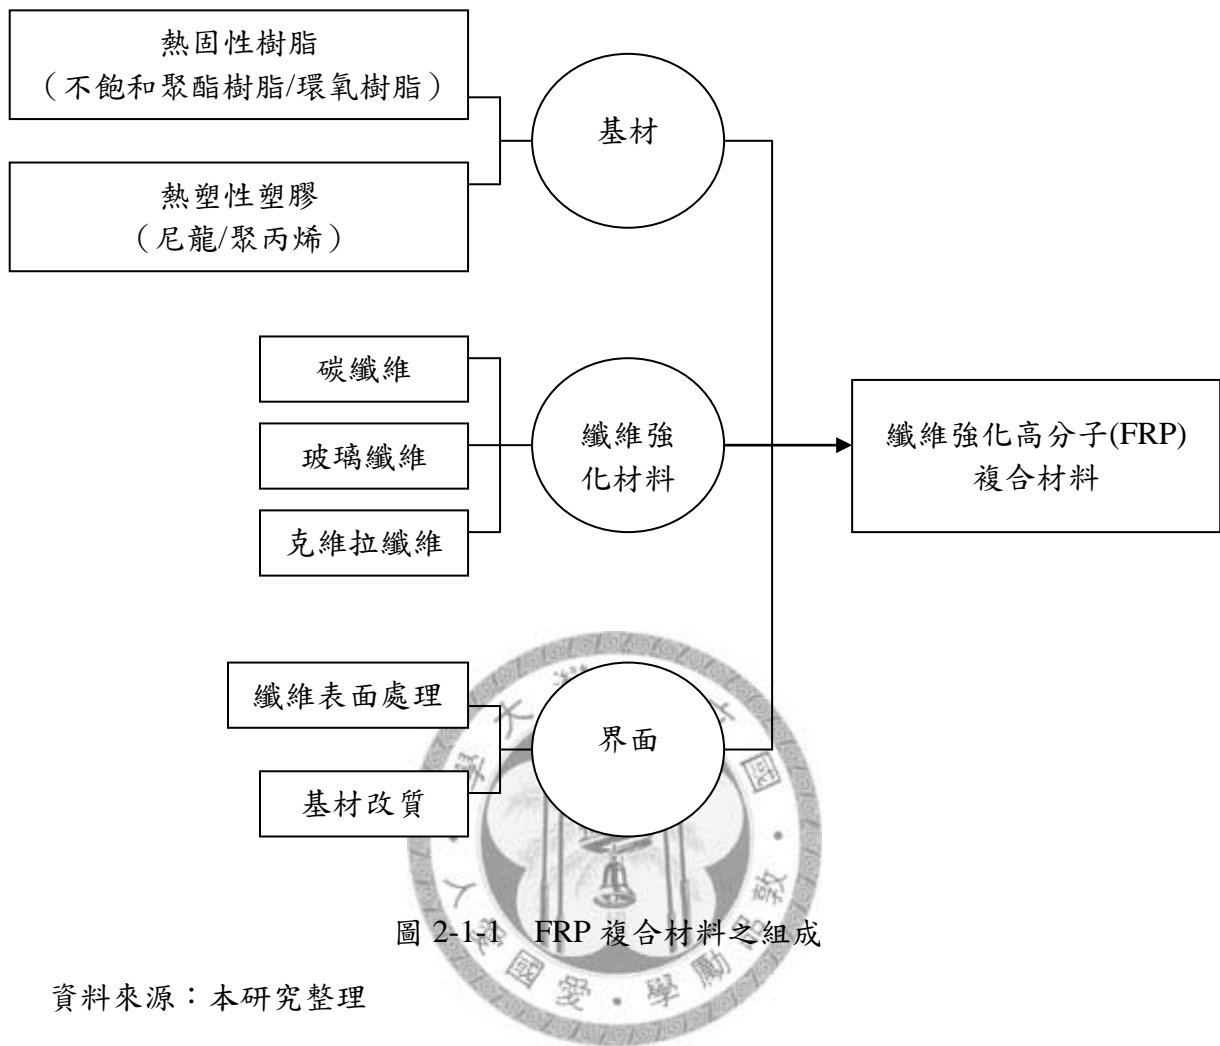 熱固性樹脂
（不飽和聚酯樹脂/環氧樹脂）
基材
熱塑性塑膠
（尼龍/聚丙烯）
碳纖維
玻璃纖維
克維拉纖維
纖維強
化材料
纖維強化高分子(FRP)
複合材料
纖維表面處理
基材改質
界面
圖 2-1-1 FRP 複合材料之組成
資料來源：本研究整理